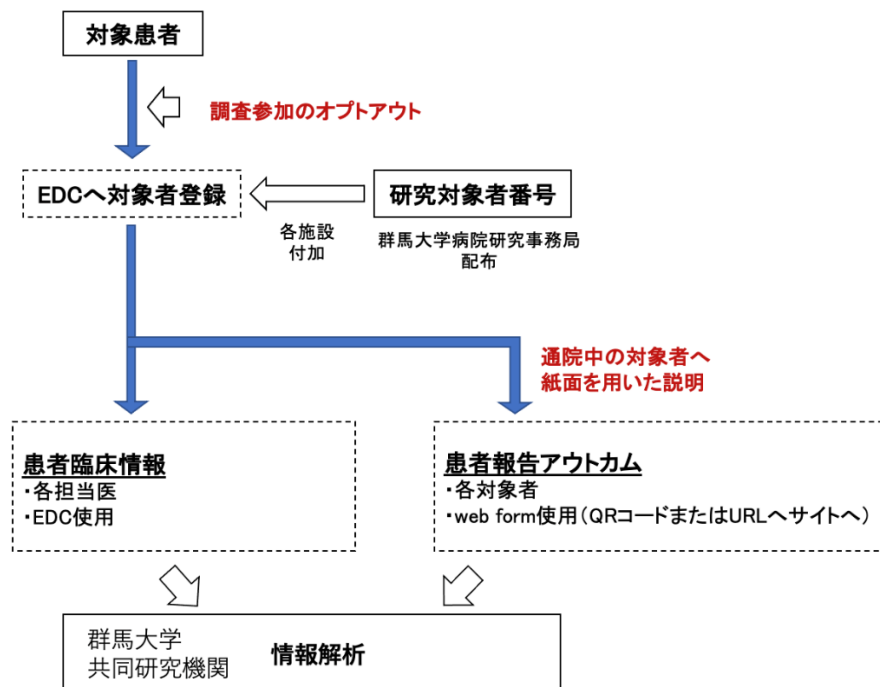 対象患者
調査参加のオプトアウト
EDCへ対象者登録
研究対象者番号
各施設
付加
群馬大学病院研究事務局
配布
通院中の対象者へ
紙面を用いた説明
患者臨床情報
・各担当医
・EDC使用
患者報告アウトカム
・各対象者
・web form使用(QRコードまたはURLへサイトへ)
群馬大学
共同研究機関
情報解析